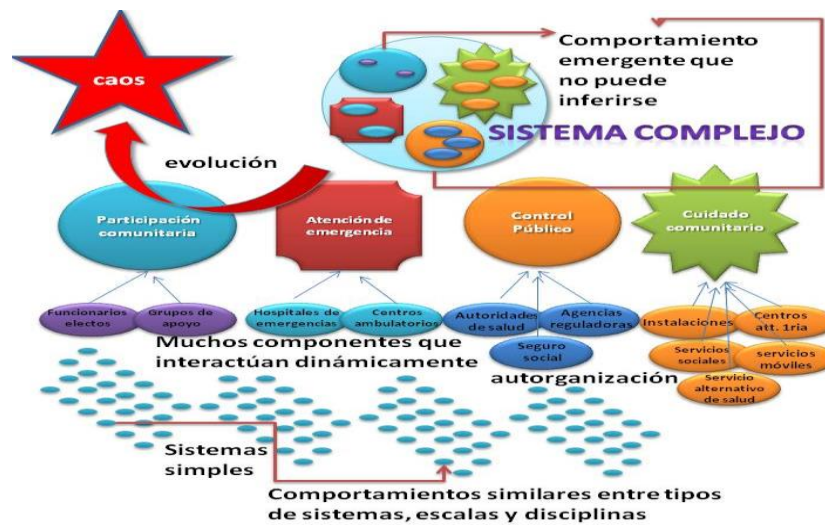 caos
Comportamiento
emergente que
no puede
inferirse
SISTEMA COMPLEJO
evolución
Participación
comunitaria
Atención de
emergencia
Control
Público
Cuidado
comunitario
Funcionarios
electos
Grupos de
apoyo
Hospitales de
emergencias
Centros
ambulatorios
Autoridades
de salud
Agencias
reguladoras
Seguro
social
Instalaciones
Centros
att. 1ria
Servicios
sociales
servicios
móviles
Servicio
alternativo
de salud
Muchos componentes que
interactúan dinámicamente
autorganización
Sistemas
simples
Comportamientos similares entre tipos
de sistemas, escalas y disciplinas